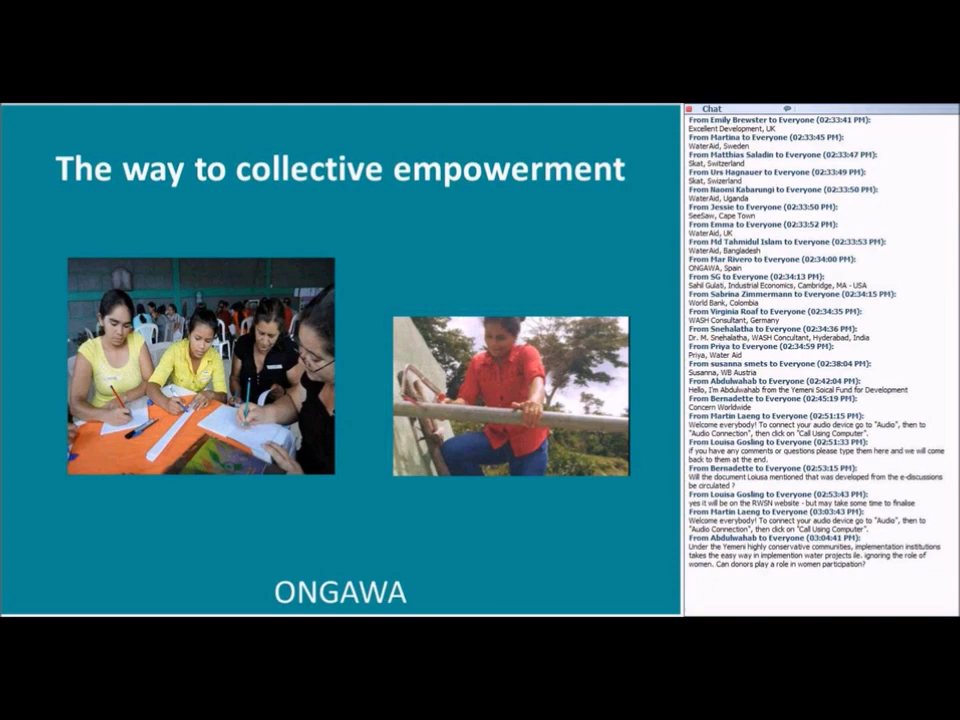 The way to collective empowerment
ONGAWA
Chat
From Emily Brewster to Everyone (02:33:41 PM):
Excellent Development, UK
From Martina to Everyone (02:33:45 PM):
WaterAid, Sweden
From Matthias Saladin to Everyone (02:33:47 PM):
Skat, Switzerland
From Urs Hagnauer to Everyone (02:33:49 PM):
Skat, Swizerland
From Naomi Kabarungi to Everyone (02:33:50 PM):
WaterAid, Uganda
From Jessie to Everyone (02:33:50 PM):
SeeSaw, Cape Town
From Emma to Everyone (02:33:52 PM):
WaterAid, UK
From Md Tahmidul Islam to Everyone (02:33:53 PM):
WaterAid, Bangladesh
From Mar Rivero to Everyone (02:34:00 PM):
ONGAWA, Spain
From SG to Everyone (02:34:13 PM):
Sahil Gulati, Industrial Economics, Cambridge, MA - USA
From Sabrina Zimmermann to Everyone (02:34:15 PM):
World Bank, Colombia
From Virginia Roaf to Everyone (02:34:35 PM):
WASH Consultant, Germany
From Snehalatha to Everyone (02:34:36 PM):
Dr. M. Snehalatha, WASH Concultant, Hyderabad, India
From Priya to Everyone (02:34:59 PM):
Priya, Water Aid
From susanna smets to Everyone (02:38:04 PM):
Susanna, WB Austria
From Abdulwahab to Everyone (02:42:04 PM):
Hello, I'm Abdulwahab from the Yemeni Soical Fund for Development
From Bernadette to Everyone (02:45:19 PM):
Concern Worldwide
From Martin Laeng to Everyone (02:51:15 PM):
Welcome everybody! To connect your audio device go to "Audio", then to
"Audio Connection", then click on "Call Using Computer".
From Louisa Gosling to Everyone (02:51:33 PM):
if you have any comments or questions please type them here and we will come
back to them at the end.
From Bernadette to Everyone (02:53:15 PM):
Will the document Loiusa mentioned that was developed from the e-discussions
be circulated ?
From Louisa Gosling to Everyone (02:53:43 PM):
yes it will be on the RWSN website - but may take some time to finalise
From Martin Laeng to Everyone (03:03:43 PM):
Welcome everybody! To connect your audio device go to "Audio", then to
"Audio Connection", then click on "Call Using Computer".
From Abdulwahab to Everyone (03:04:41 PM):
Under the Yemeni highly conservative communities, implementation institutions
takes the easy way in implemention water projects ile. ignoring the role of
women. Can donors play a role in women participation?